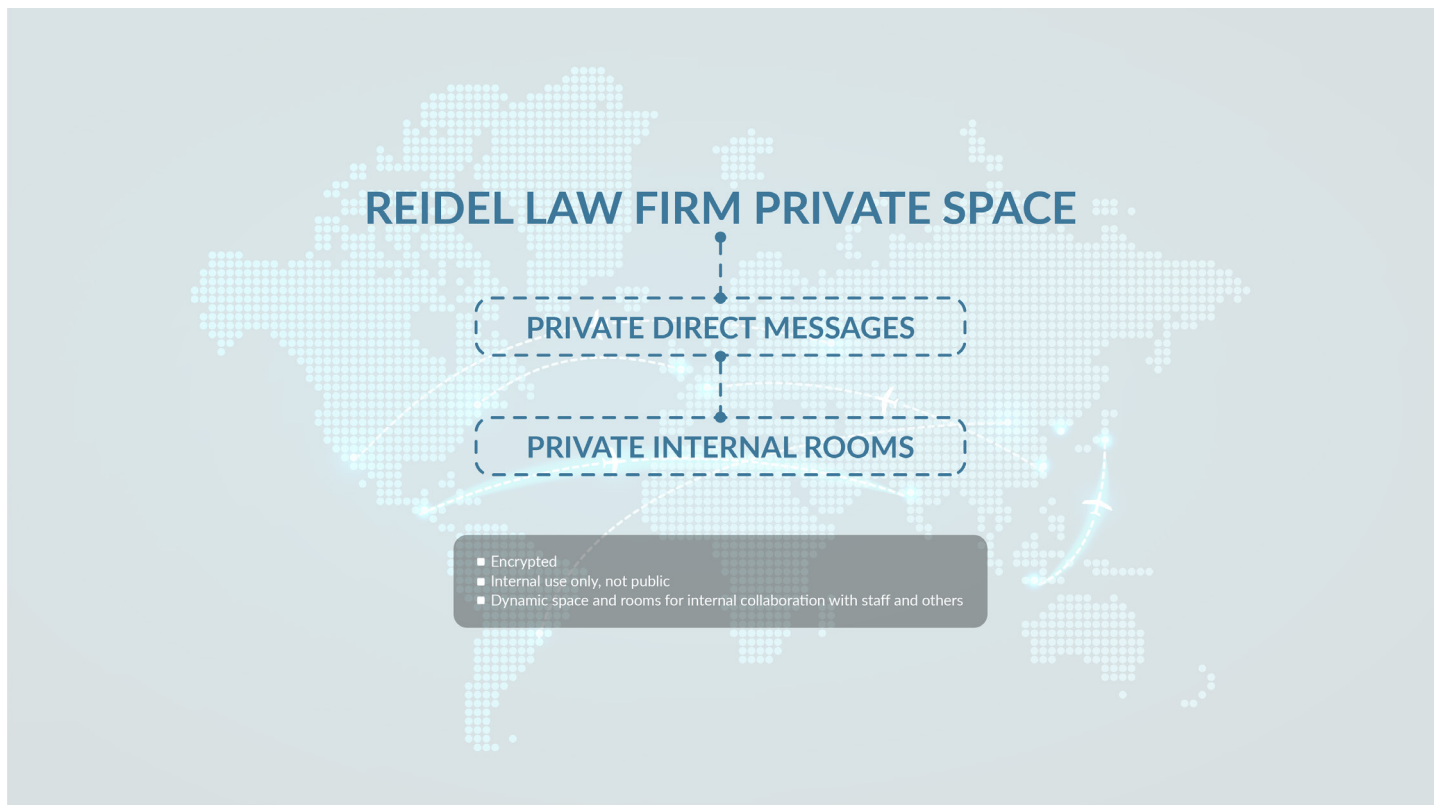 REIDEL LAW FIRM PRIVATE SPACE
PRIVATE DIRECT MESSAGES
PRIVATE INTERNAL ROOMS
Encrypted
Internal use only, not public
Dynamic space and rooms for internal collaboration with staff and others